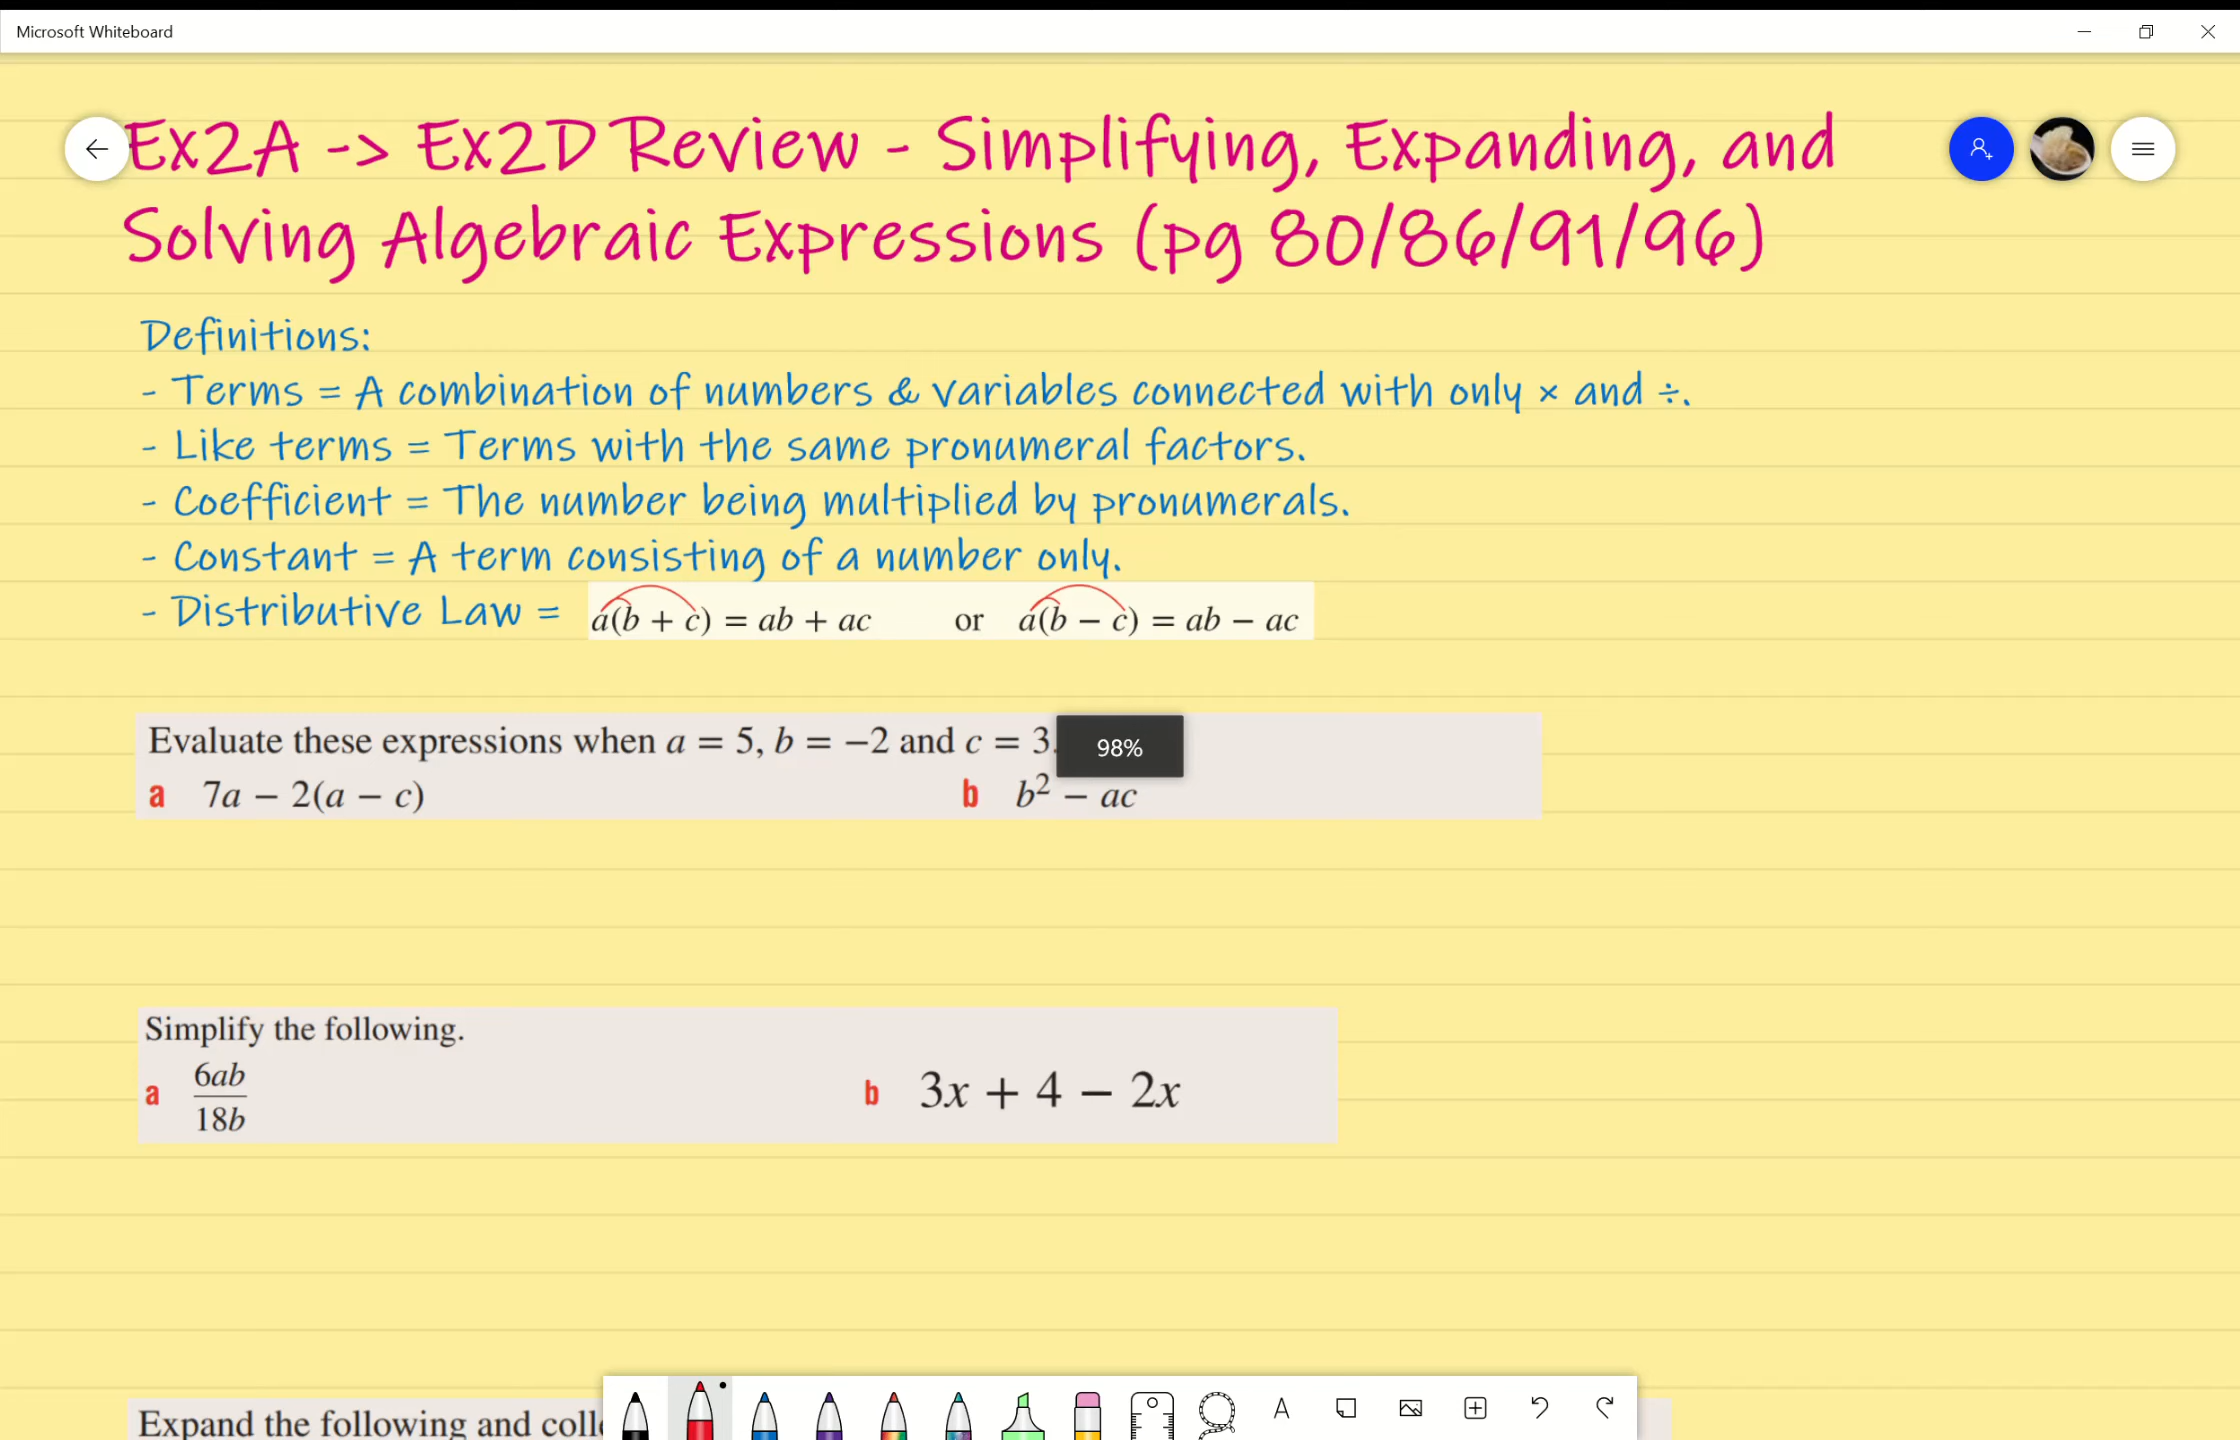 Microsoft Whiteboard
Ex2A -> Ex2D Review - Simplifying, Expanding, and
Solving Algebraic Expressions (pg 80/86/91/96)
Definitions:
- Terms = A combination of numbers & variables connected with only × and ÷.
- Like terms = Terms with the same pronumeral factors.
- Coefficient = The number being multiplied by pronumerals.
- Constant = A term consisting of a number only.
- Distributive Law = a(b + c) = ab + ac or a(b − c) = ab − ac
Evaluate these expressions when a = 5, b = −2 and c = 3.
98%
a 7a − 2(a − c) b b² − ac
Simplify the following.
a 6ab/18b b 3x + 4 − 2x
Expand the following and
A